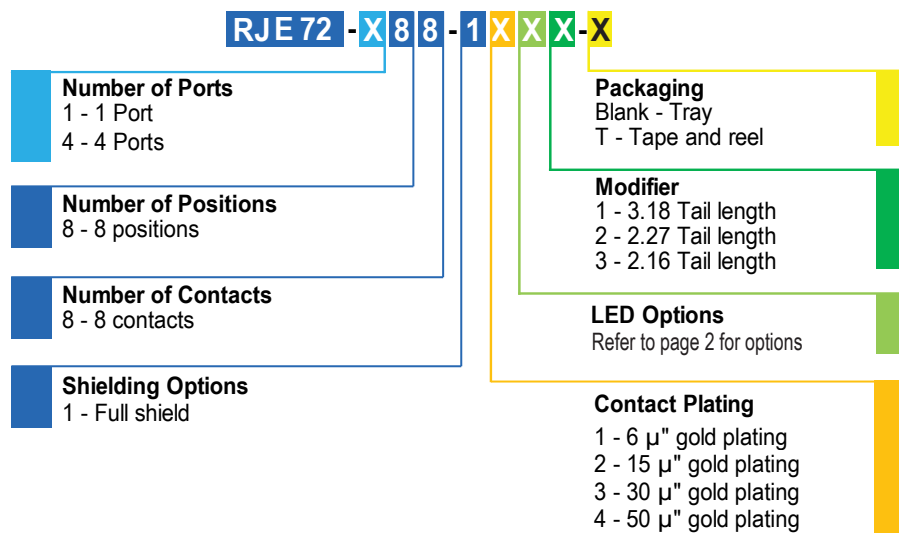 RJE72-X88-1XXX-X
Number of Ports
1 - 1 Port
4 - 4 Ports
Number of Positions
8 - 8 positions
Number of Contacts
8 - 8 contacts
Shielding Options
1 - Full shield
Packaging
Blank - Tray
T - Tape and reel
Modifier
1 - 3.18 Tail length
2 - 2.27 Tail length
3 - 2.16 Tail length
LED Options
Refer to page 2 for options
Contact Plating
1 - 6 µ" gold plating
2 - 15 µ" gold plating
3 - 30 µ" gold plating
4 - 50 µ" gold plating